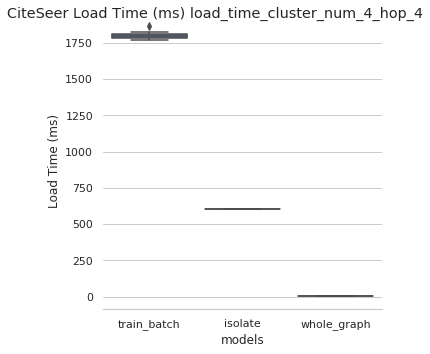 CiteSeer Load Time (ms) load_time_cluster_num_4_hop_4
1750
1500
1250
1000
750
500
250
0
Load Time (ms)
train_batch isolate whole_graph
models